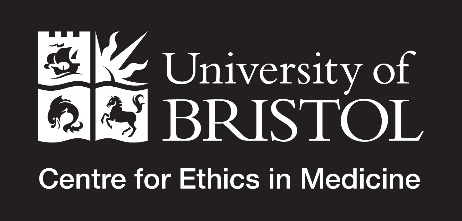 University of
BRISTOL
Centre for Ethics in Medicine